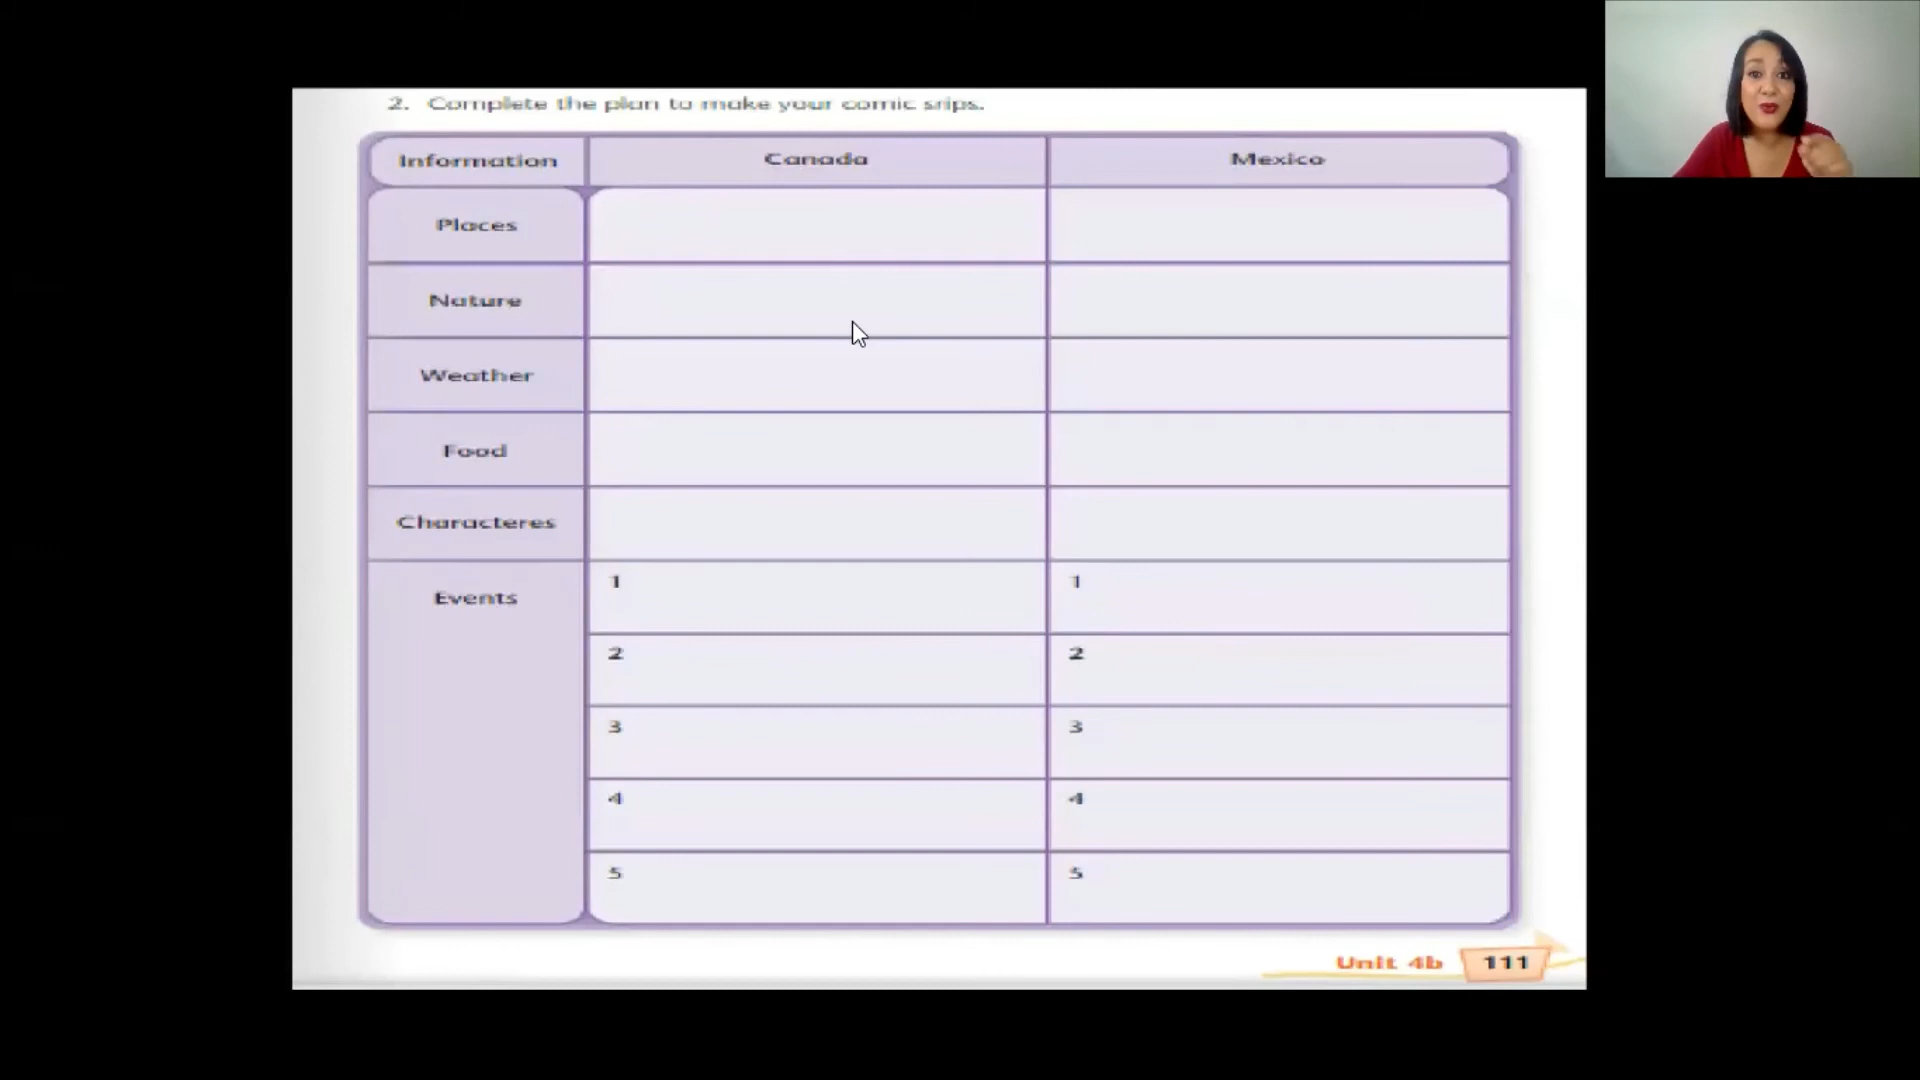 2. Complete the plan to make your comic srips.
Information Canada Mexico
Places
Nature
Weather
Food
Characteres
Events
1 1
2 2
3 3
4 4
5 5
Unit 4b 111